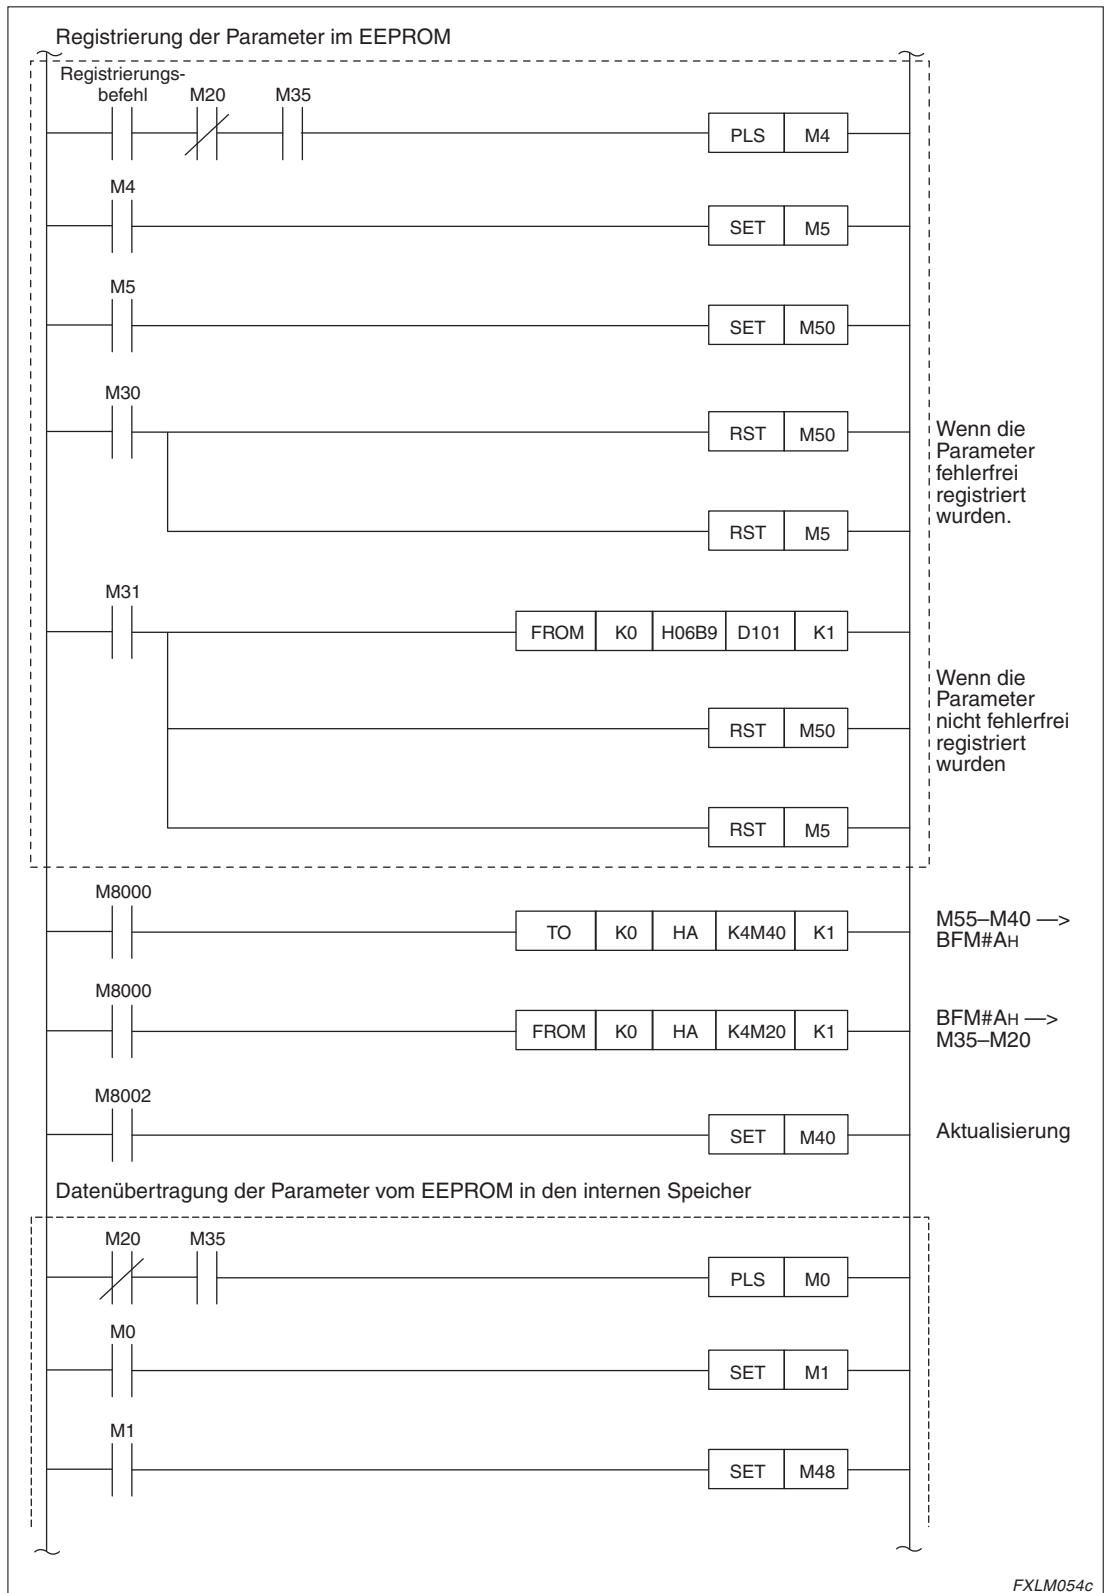 Registrierung der Parameter im EEPROM
Registrierungs-
befehl M20 M35
PLS M4
M4
SET M5
M5
SET M50
M30
RST M50
Wenn die
Parameter
fehlerfrei
registriert
wurden.
RST M5
M31
FROM K0 H06B9 D101 K1
Wenn die
Parameter
nicht fehlerfrei
registriert
wurden
RST M50
RST M5
M8000
TO K0 HA K4M40 K1
M55–M40 —>
BFM#AH
M8000
FROM K0 HA K4M20 K1
BFM#AH —>
M35–M20
M8002
SET M40
Aktualisierung
Datenübertragung der Parameter vom EEPROM in den internen Speicher
M20 M35
PLS M0
M0
SET M1
M1
SET M48
FXLM054c